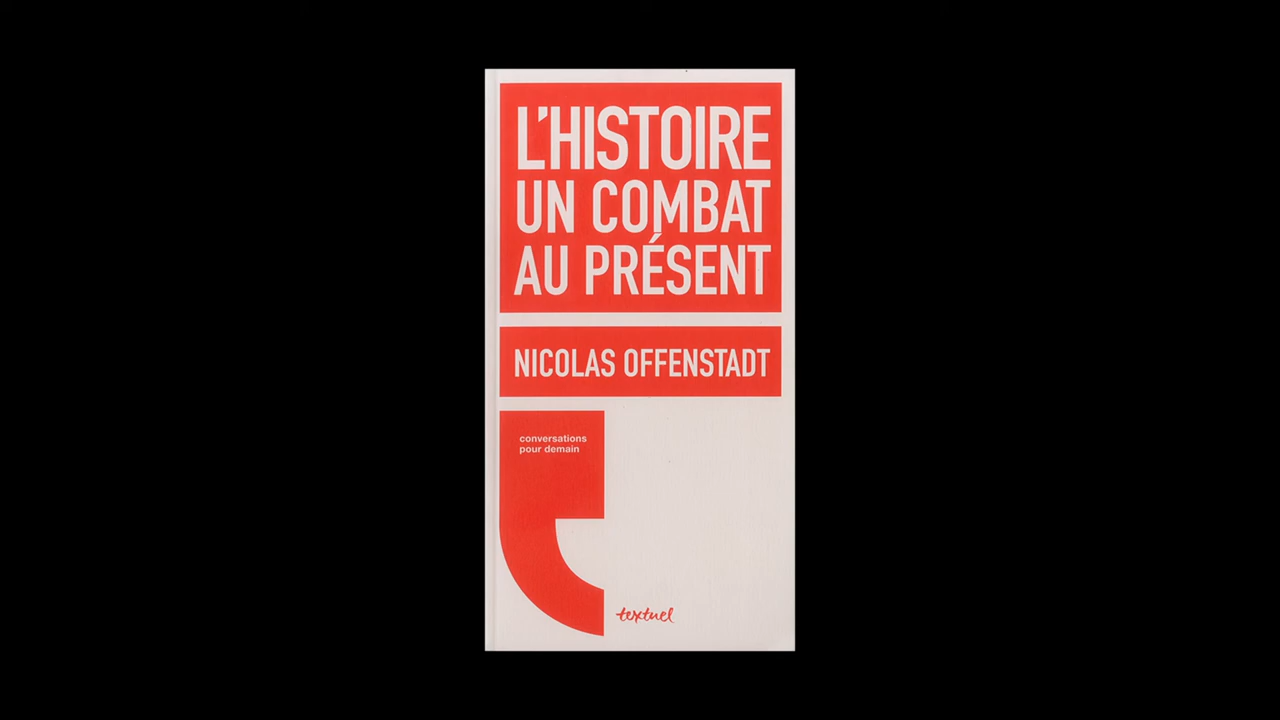 L'HISTOIRE
UN COMBAT
AU PRÉSENT
NICOLAS OFFENSTADT
conversations
pour demain
textuel